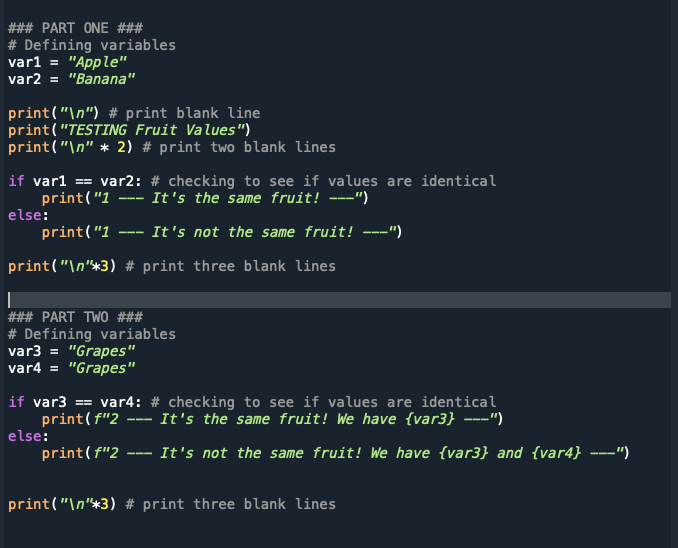 ### PART ONE ###
# Defining variables
var1 = "Apple"
var2 = "Banana"
print("\n") # print blank line
print("TESTING Fruit Values")
print("\n" * 2) # print two blank lines
if var1 == var2: # checking to see if values are identical
    print("1 --- It's the same fruit! ---")
else:
    print("1 --- It's not the same fruit! ---")
print("\n"*3) # print three blank lines
### PART TWO ###
# Defining variables
var3 = "Grapes"
var4 = "Grapes"
if var3 == var4: # checking to see if values are identical
    print(f"2 --- It's the same fruit! We have {var3} ---")
else:
    print(f"2 --- It's not the same fruit! We have {var3} and {var4} ---")
print("\n"*3) # print three blank lines